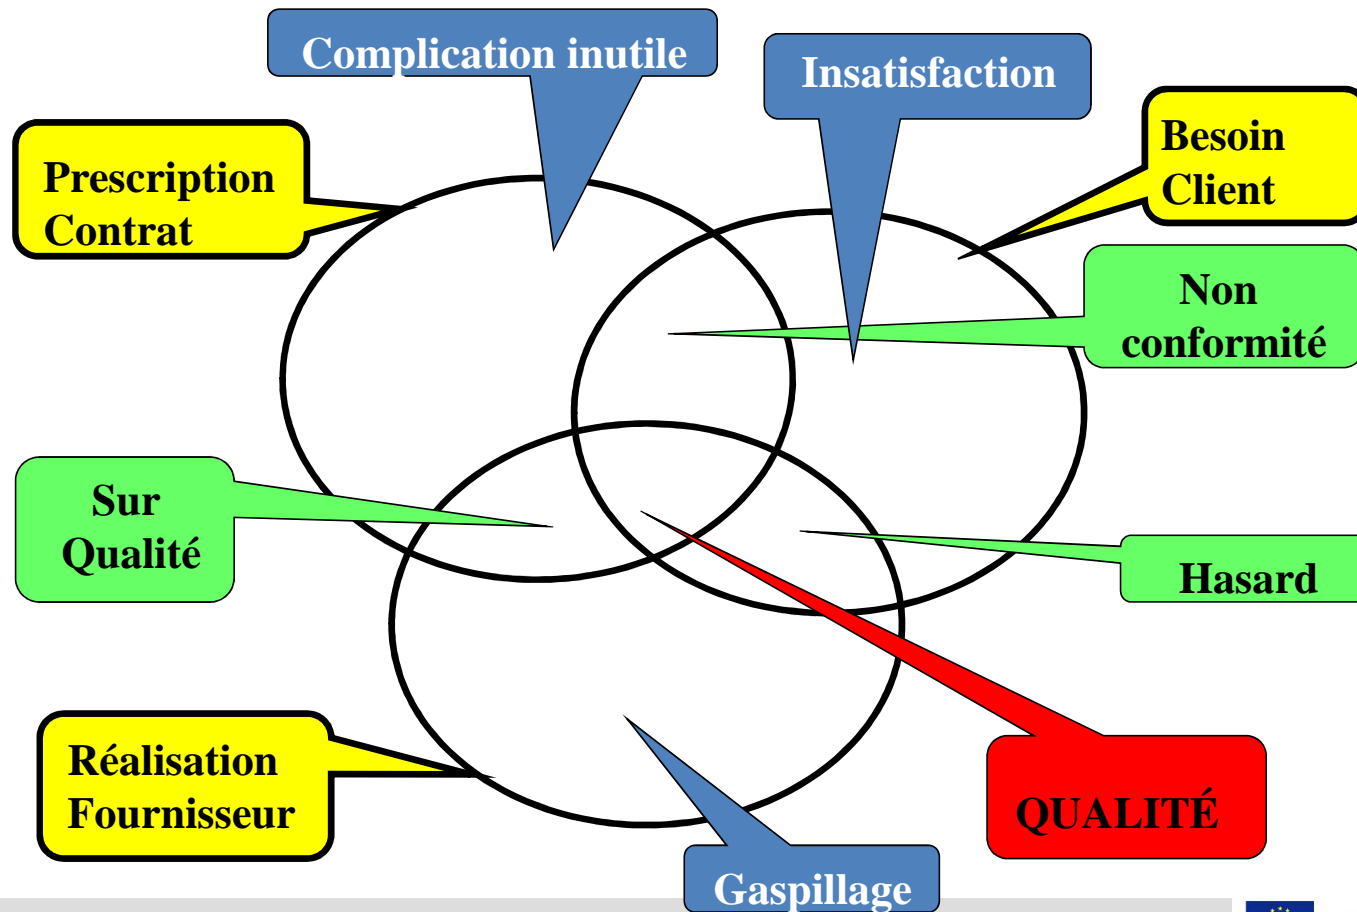 Complication inutile
Insatisfaction
Besoin
Client
Prescription
Contrat
Non
conformité
Sur
Qualité
Hasard
Réalisation
Fournisseur
QUALITÉ
Gaspillage